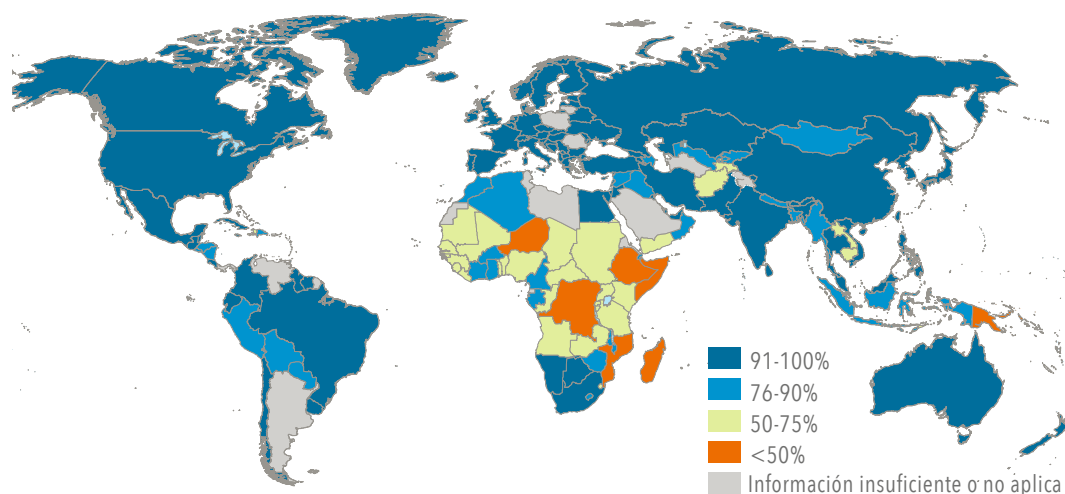 91-100%
76-90%
50-75%
<50%
Información insuficiente o no aplica